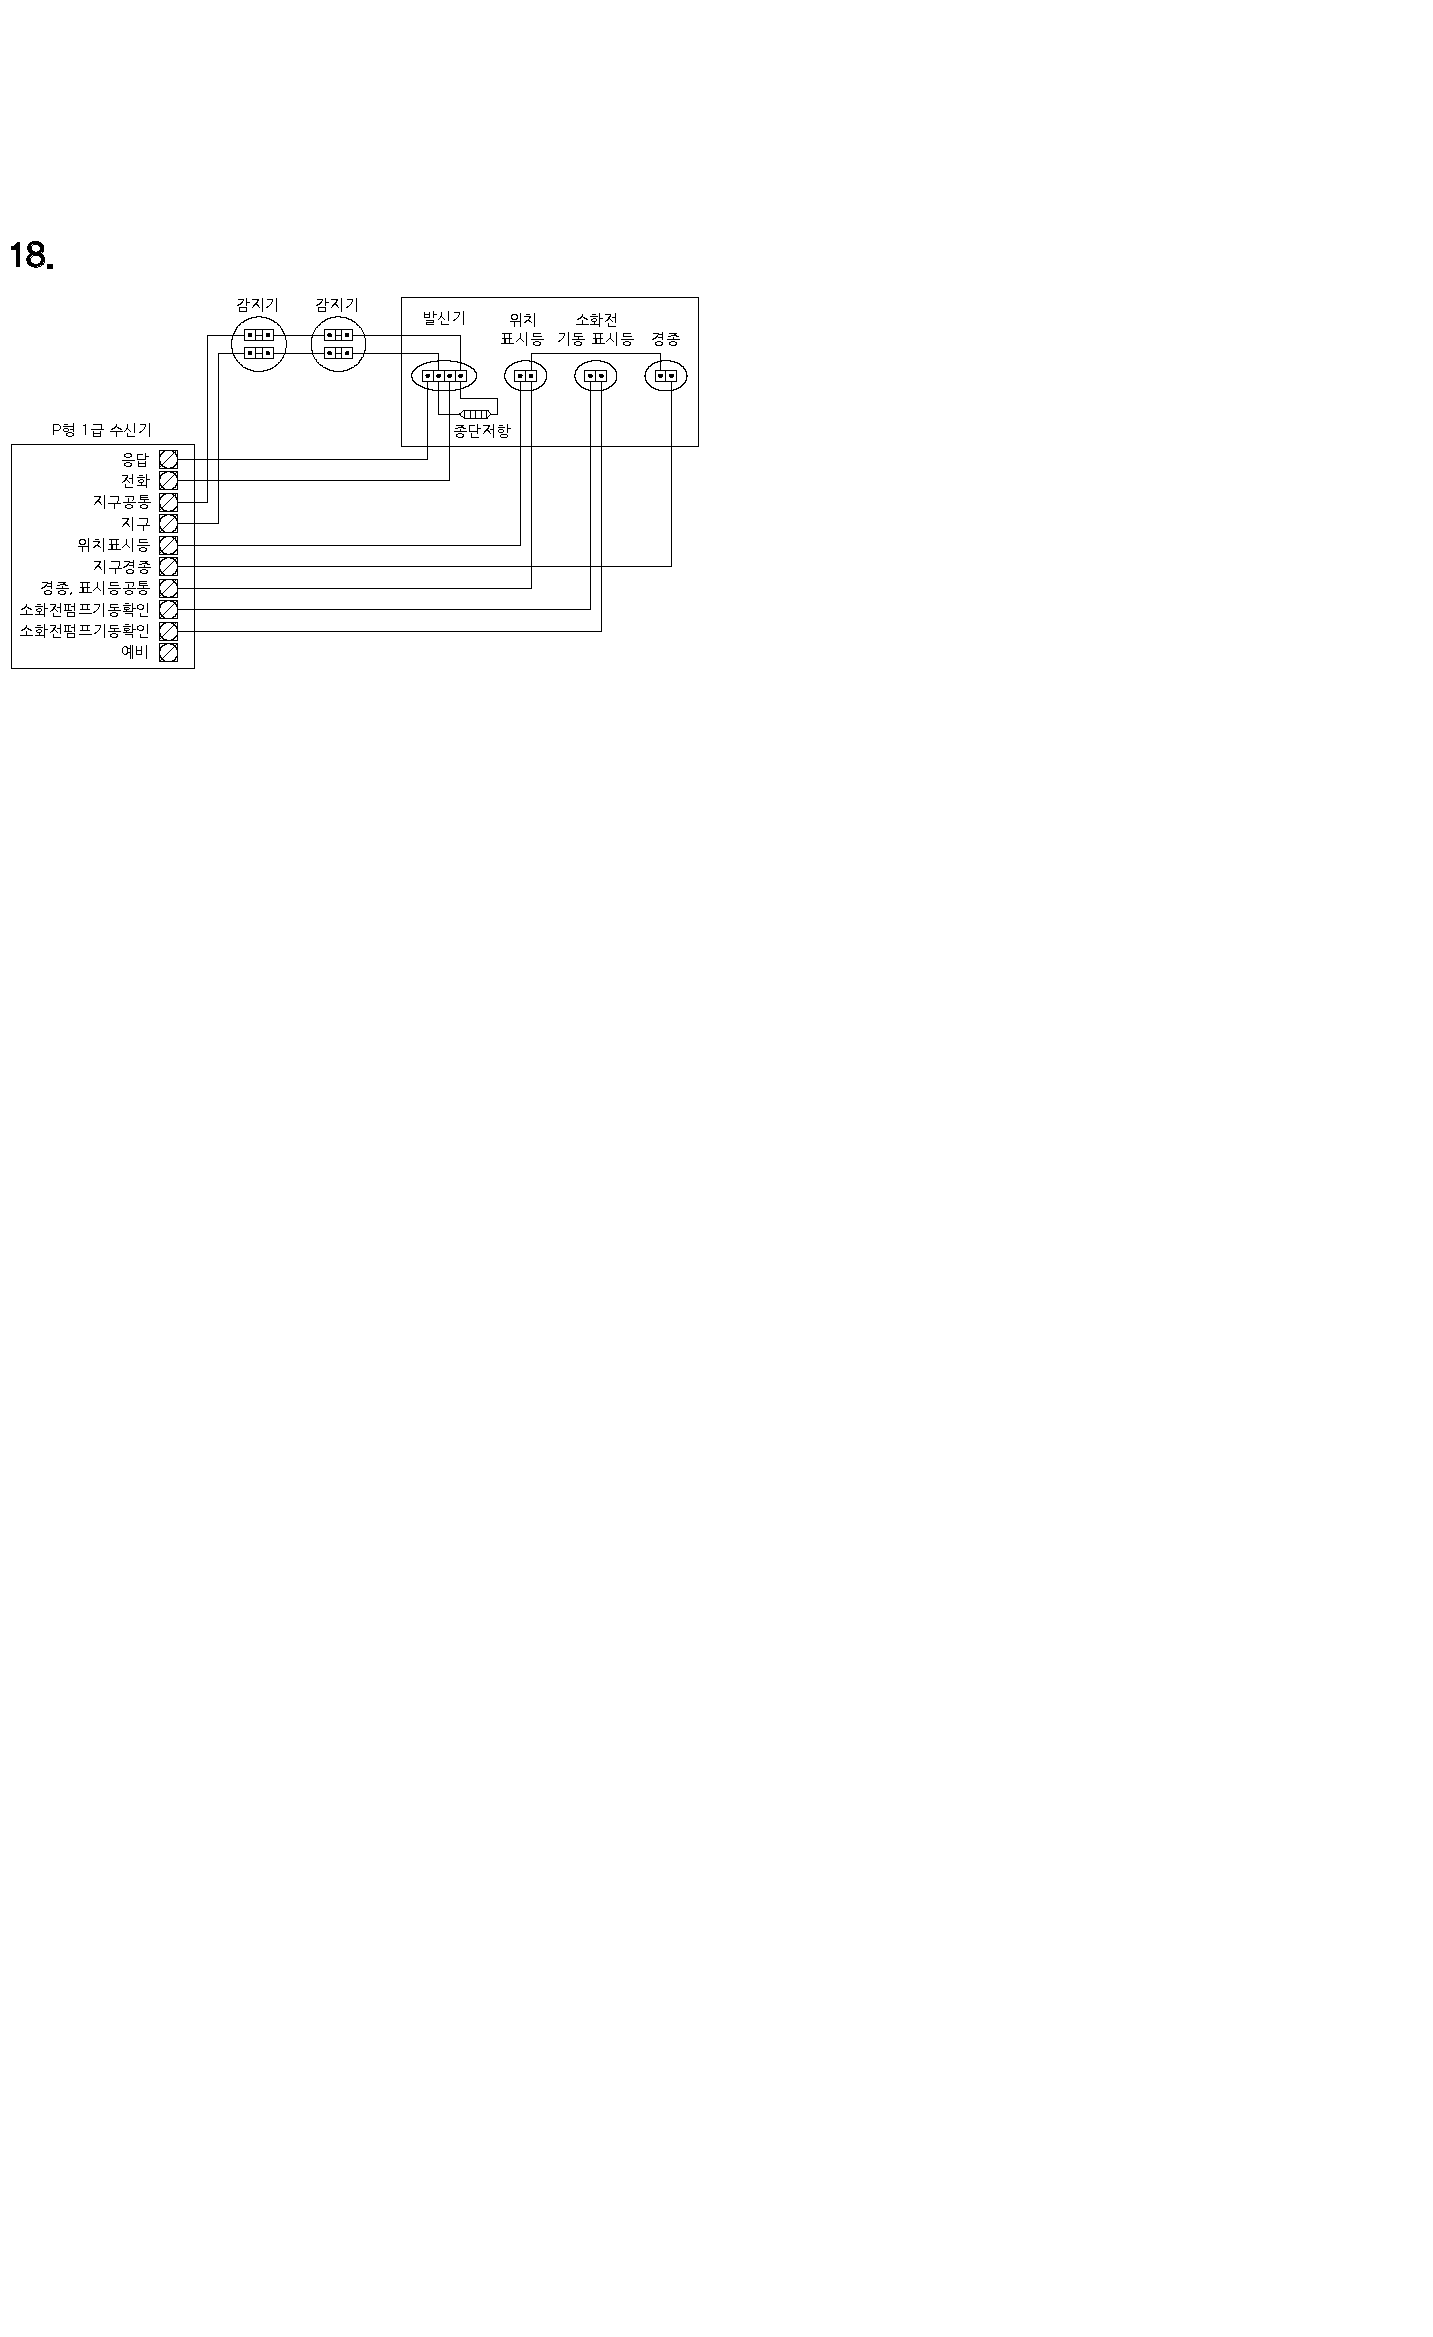 18.
감지기 감지기
발신기 위치 표시등 소화전 기동 표시등 경종
종단저항
P형 1급 수신기
응답
전화
지구공통
지구
위치표시등
지구경종
경종, 표시등공통
소화전펌프기동확인
소화전펌프기동확인
예비